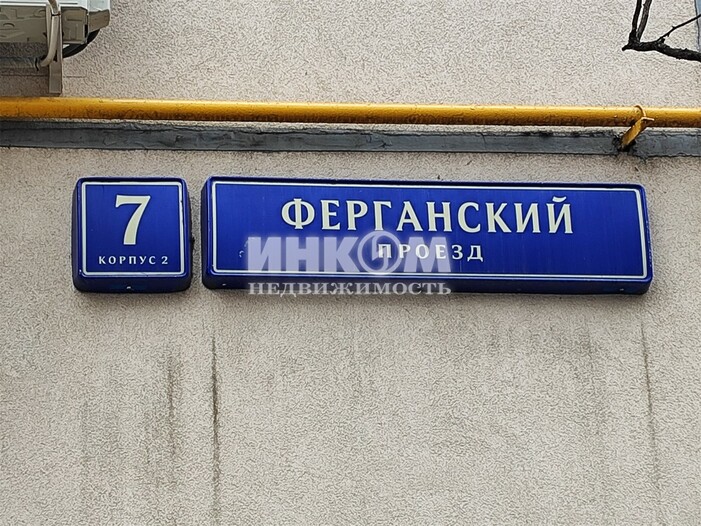 7
КОРПУС 2
ФЕРГАНСКИЙ
ПРОЕЗД
ИНКОМ
НЕДВИЖИМОСТЬ